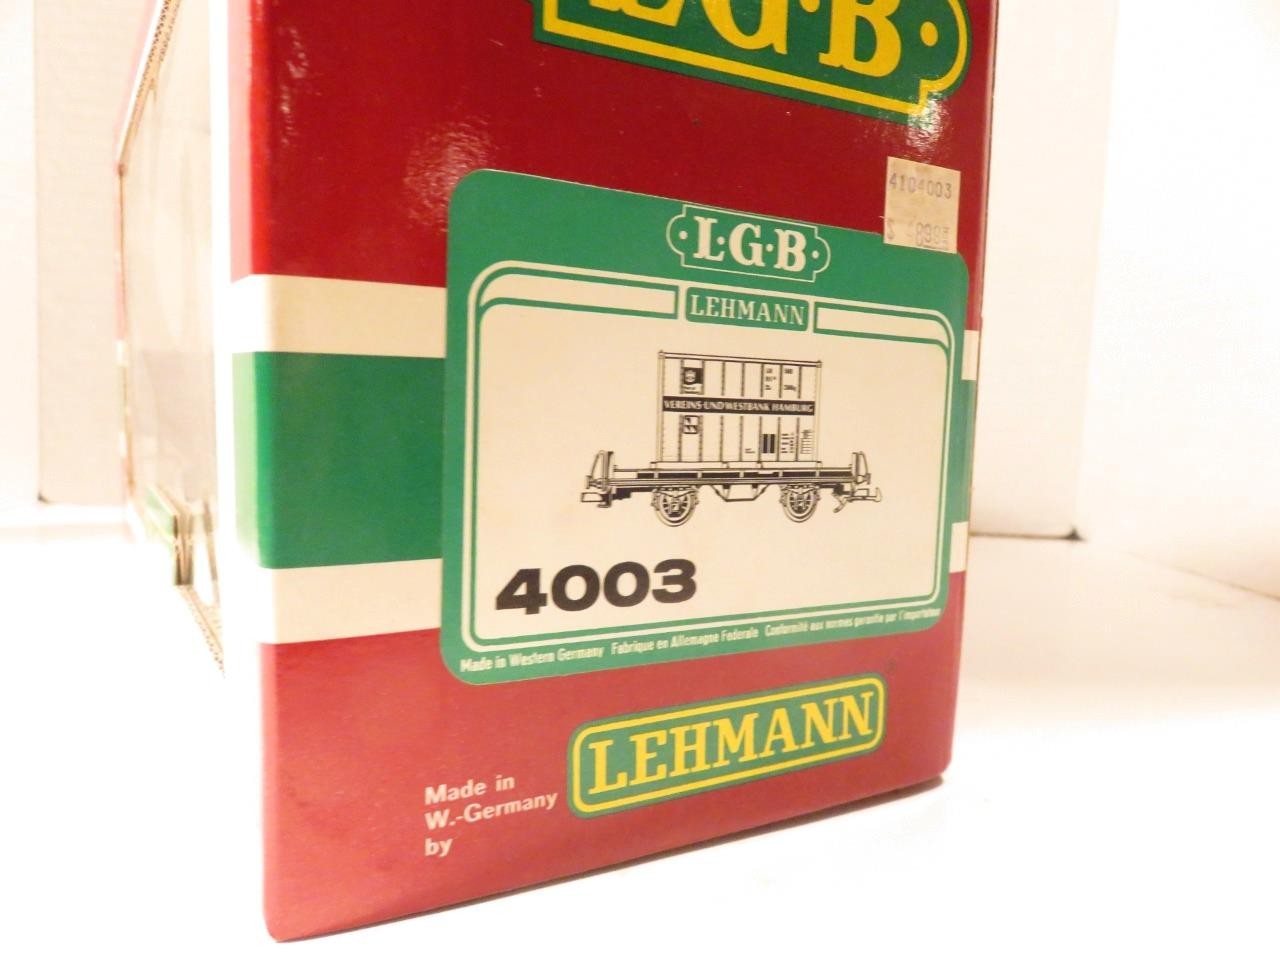 L·G·B·
4104003
·L·G·B·
LEHMANN
VEREINS-UND WESTBANK HAMBURG
4003
Made in Western Germany Fabrique en Allemagne Federale Conformité aux normes garantie par l'importateur
LEHMANN
Made in
W.-Germany
by